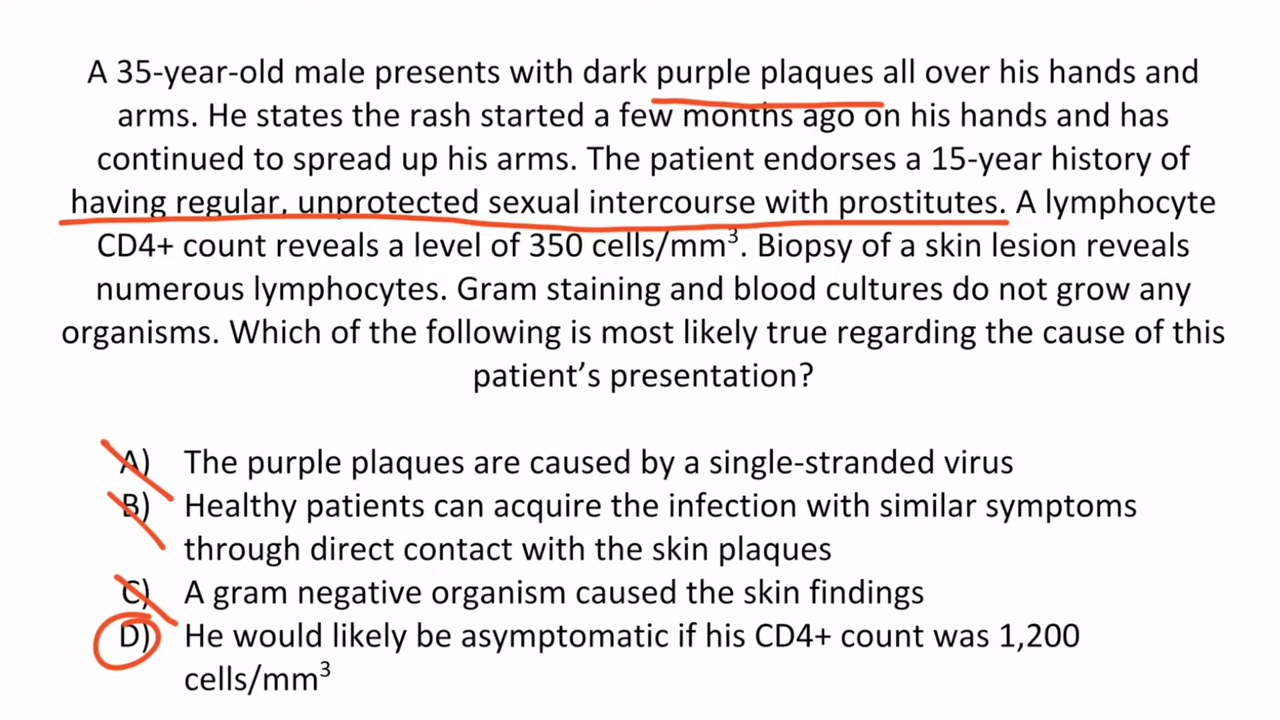 A 35-year-old male presents with dark purple plaques all over his hands and
arms. He states the rash started a few months ago on his hands and has
continued to spread up his arms. The patient endorses a 15-year history of
having regular, unprotected sexual intercourse with prostitutes. A lymphocyte
CD4+ count reveals a level of 350 cells/mm³. Biopsy of a skin lesion reveals
numerous lymphocytes. Gram staining and blood cultures do not grow any
organisms. Which of the following is most likely true regarding the cause of this
patient’s presentation?
A) The purple plaques are caused by a single-stranded virus
B) Healthy patients can acquire the infection with similar symptoms
through direct contact with the skin plaques
C) A gram negative organism caused the skin findings
D) He would likely be asymptomatic if his CD4+ count was 1,200
cells/mm³